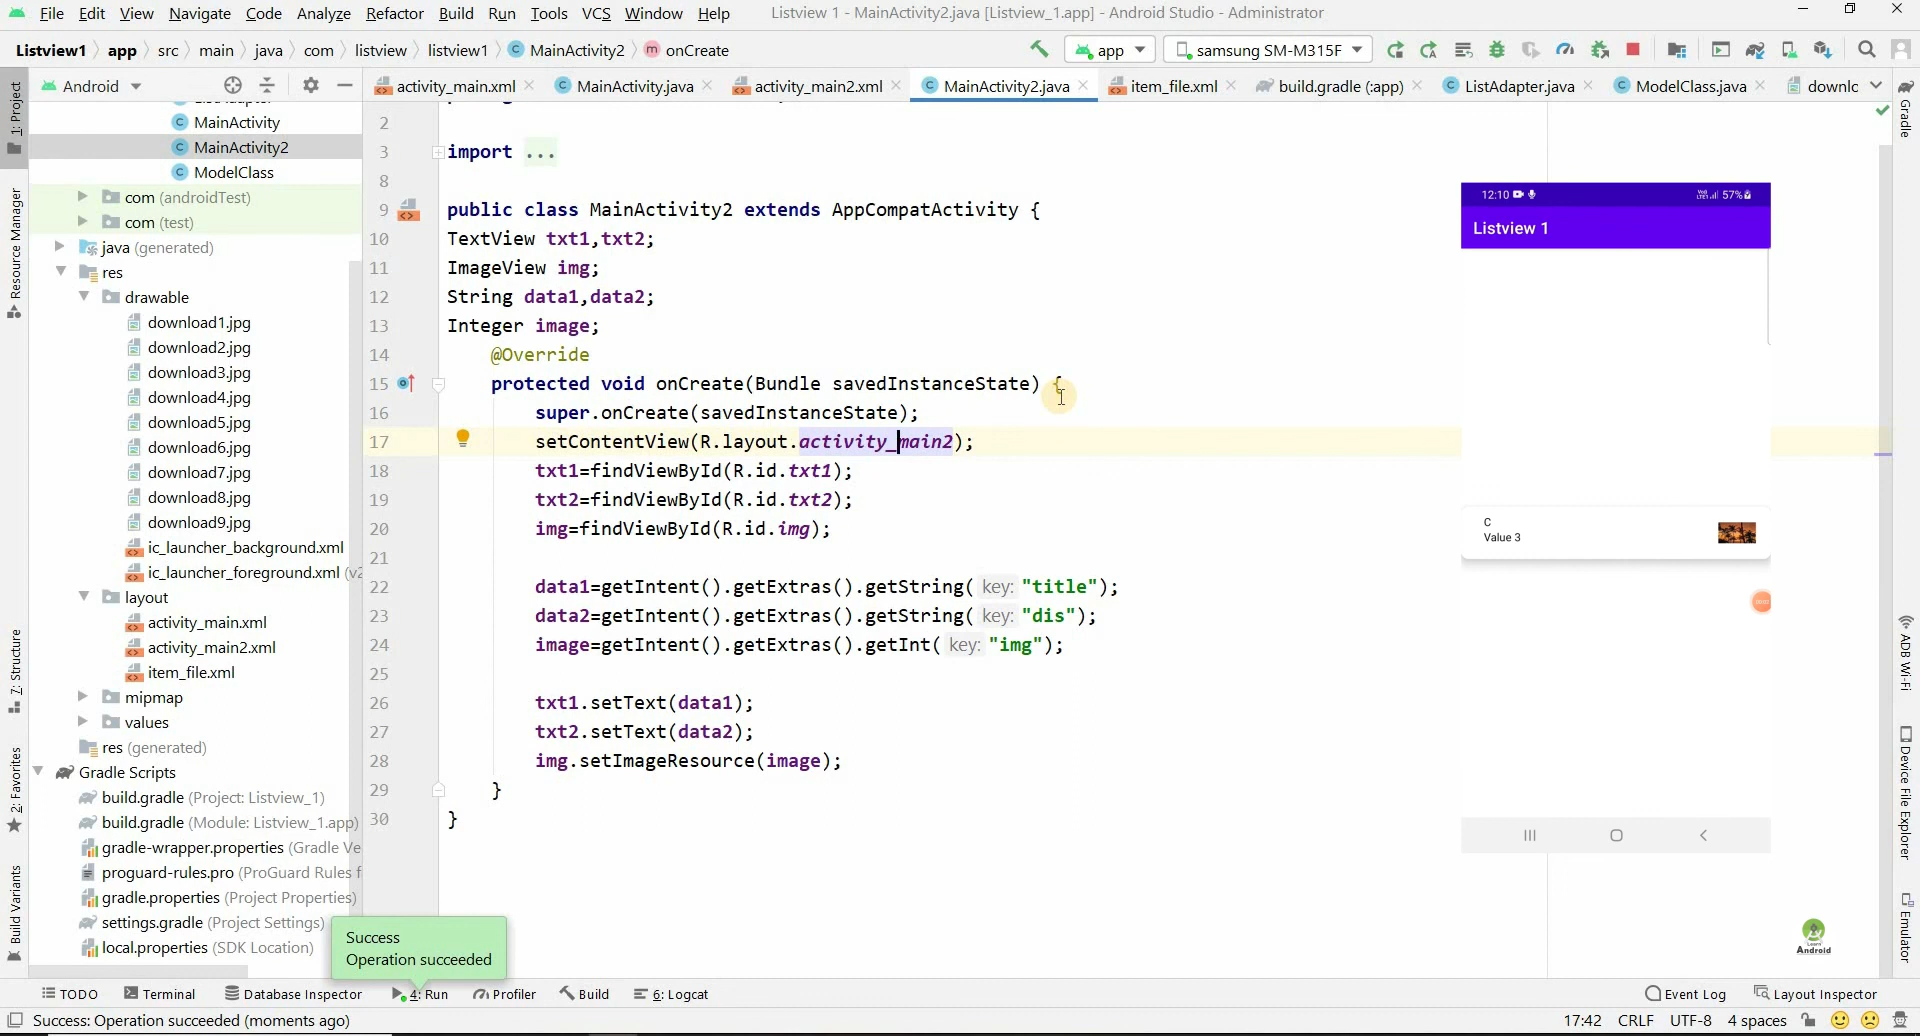 File Edit View Navigate Code Analyze Refactor Build Run Tools VCS Window Help Listview 1 - MainActivity2.java [Listview_1.app] - Android Studio - Administrator
Listview1 app src main java com listview listview1 MainActivity2 onCreate app samsung SM-M315F
Android activity_main.xml MainActivity.java activity_main2.xml MainActivity2.java item_file.xml build.gradle (:app) ListAdapter.java ModelClass.java downlc
1: Project
Resource Manager
7: Structure
2: Favorites
Build Variants
MainActivity
MainActivity2
ModelClass
com (androidTest)
com (test)
java (generated)
res
drawable
download1.jpg
download2.jpg
download3.jpg
download4.jpg
download5.jpg
download6.jpg
download7.jpg
download8.jpg
download9.jpg
ic_launcher_background.xml
ic_launcher_foreground.xml (v2
layout
activity_main.xml
activity_main2.xml
item_file.xml
mipmap
values
res (generated)
Gradle Scripts
build.gradle (Project: Listview_1)
build.gradle (Module: Listview_1.app)
gradle-wrapper.properties (Gradle Ve
proguard-rules.pro (ProGuard Rules f
gradle.properties (Project Properties)
settings.gradle (Project Settings)
local.properties (SDK Location)
2
3 import ...
8
9 public class MainActivity2 extends AppCompatActivity {
10 TextView txt1,txt2;
11 ImageView img;
12 String data1,data2;
13 Integer image;
14 @Override
15 protected void onCreate(Bundle savedInstanceState) {
16 super.onCreate(savedInstanceState);
17 setContentView(R.layout.activity_main2);
18 txt1=findViewById(R.id.txt1);
19 txt2=findViewById(R.id.txt2);
20 img=findViewById(R.id.img);
21
22 data1=getIntent().getExtras().getString( key: "title");
23 data2=getIntent().getExtras().getString( key: "dis");
24 image=getIntent().getExtras().getInt( key: "img");
25
26 txt1.setText(data1);
27 txt2.setText(data2);
28 img.setImageResource(image);
29 }
30 }
12:10 57%
Listview 1
C
Value 3
Android
Gradle
ADB Wi-Fi
Device File Explorer
Emulator
Success
Operation succeeded
TODO Terminal Database Inspector 4: Run Profiler Build 6: Logcat Event Log Layout Inspector
Success: Operation succeeded (moments ago) 17:42 CRLF UTF-8 4 spaces